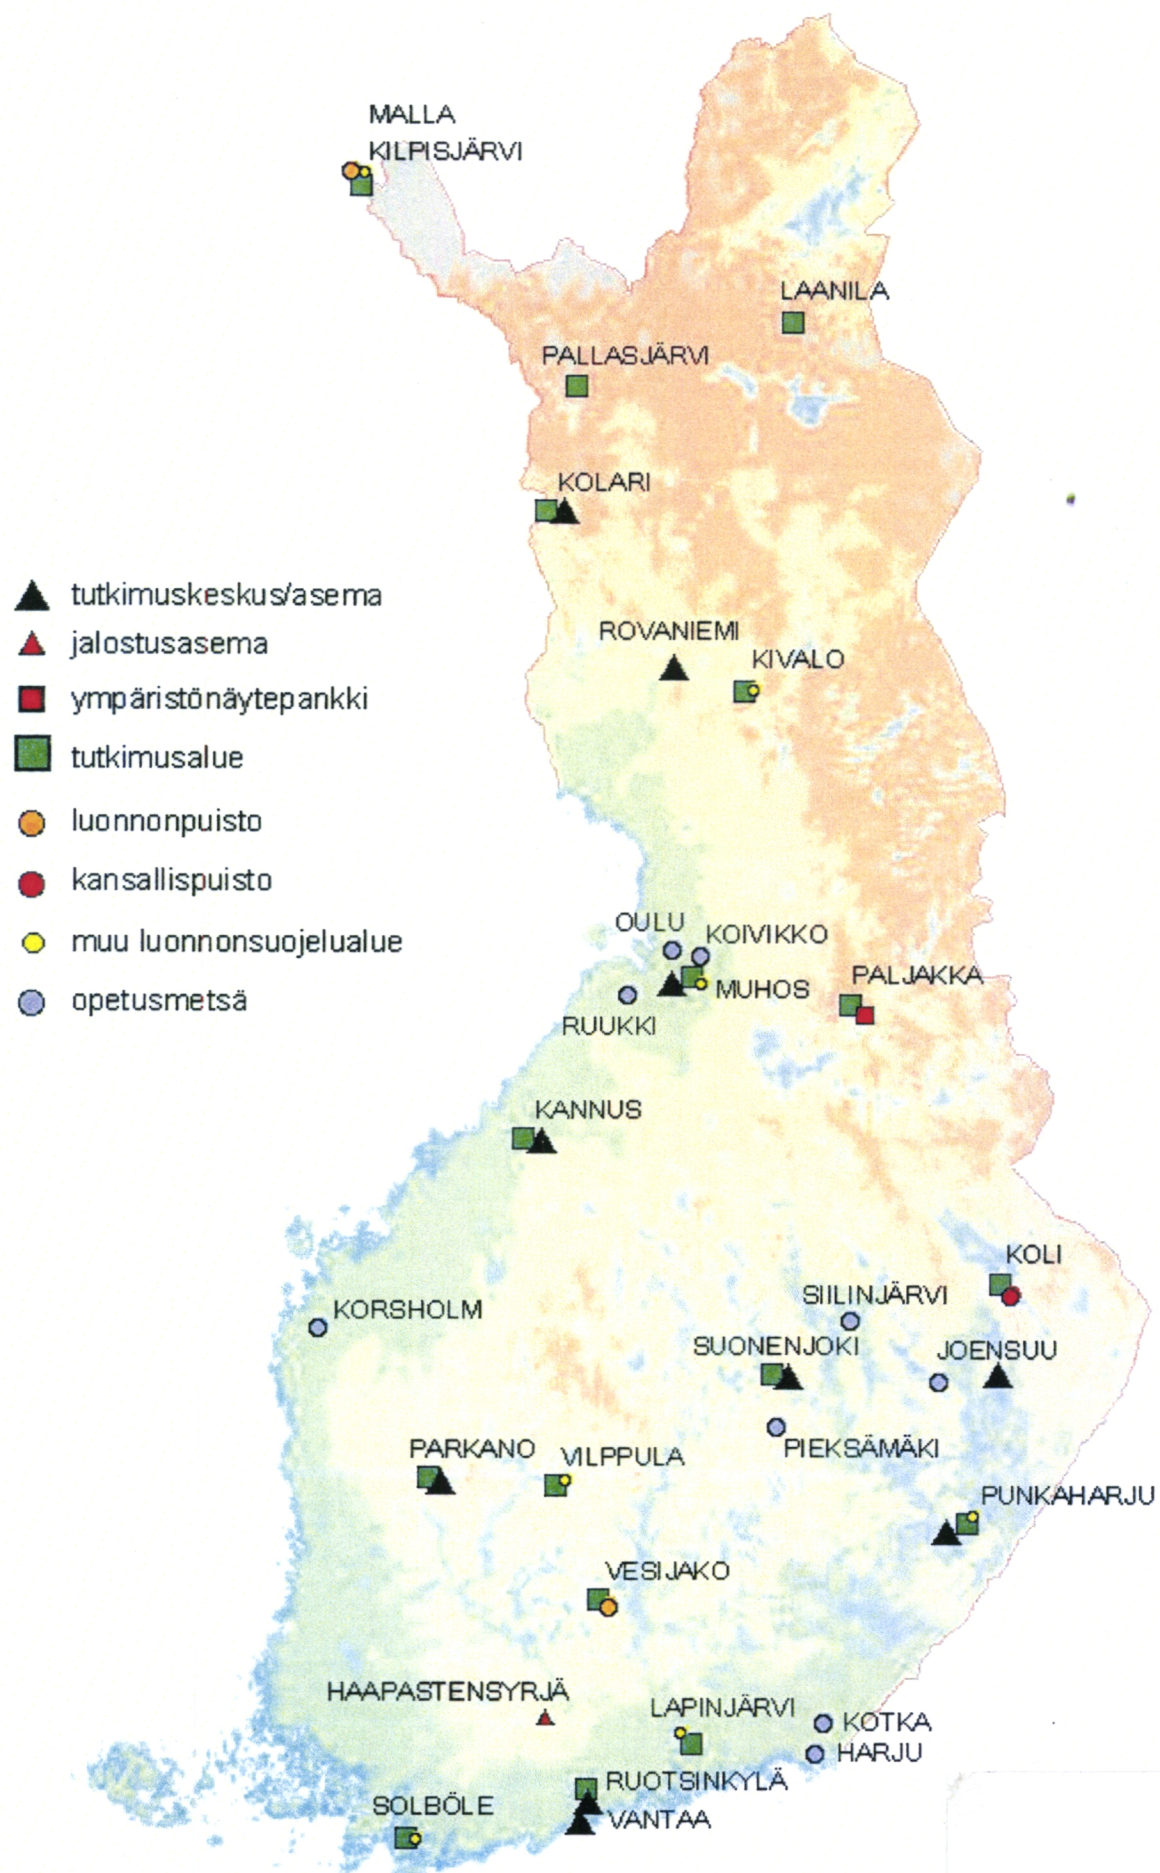 MALLA
KILPISJÄRVI
LAANILA
PALLASJÄRVI
KOLARI
tutkimuskeskus/asema
jalostusasema
ympäristönäytepankki
tutkimusalue
luonnonpuisto
kansallispuisto
muu luonnonsuojelualue
opetusmetsä
ROVANIEMI
KIVALO
OULU
KOIVIKKO
MUHOS
PALJAKKA
RUUKKI
KANNUS
KOLI
SIILINJÄRVI
KORSHOLM
SUONENJOKI
JOENSUU
PIEKSÄMÄKI
PARKANO
VILPPULA
PUNKAHARJU
VESIJAKO
HAAPASTENSYRJÄ
LAPINJÄRVI
KOTKA
HARJU
RUOTSINKYLÄ
SOLBÖLE
VANTAA